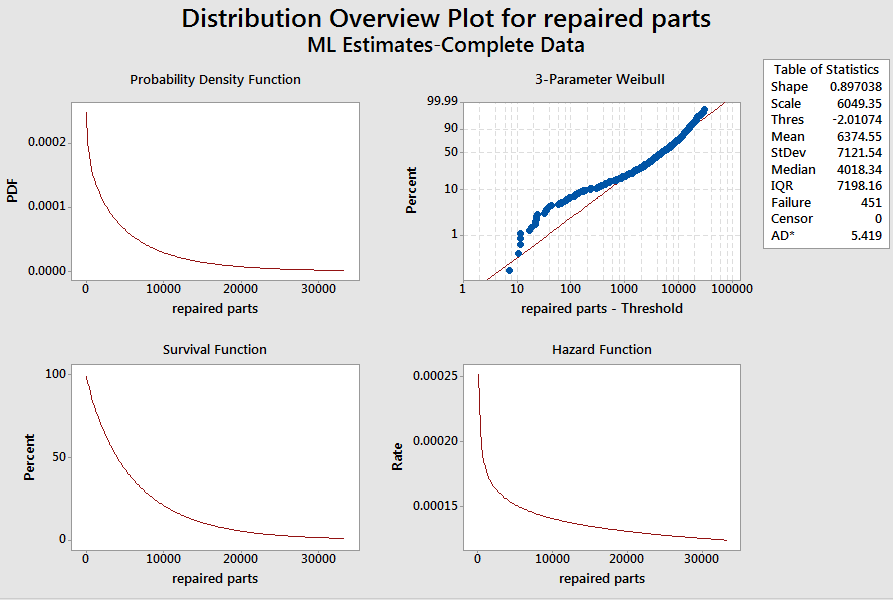 Distribution Overview Plot for repaired parts
ML Estimates-Complete Data
Probability Density Function
0.0002
0.0001
0.0000
PDF
0 10000 20000 30000
repaired parts
3-Parameter Weibull
99.99
90
50
10
1
Percent
1 10 100 1000 10000 100000
repaired parts - Threshold
Table of Statistics
Shape 0.897038
Scale 6049.35
Thres -2.01074
Mean 6374.55
StDev 7121.54
Median 4018.34
IQR 7198.16
Failure 451
Censor 0
AD* 5.419
Survival Function
100
50
0
Percent
0 10000 20000 30000
repaired parts
Hazard Function
0.00025
0.00020
0.00015
Rate
0 10000 20000 30000
repaired parts